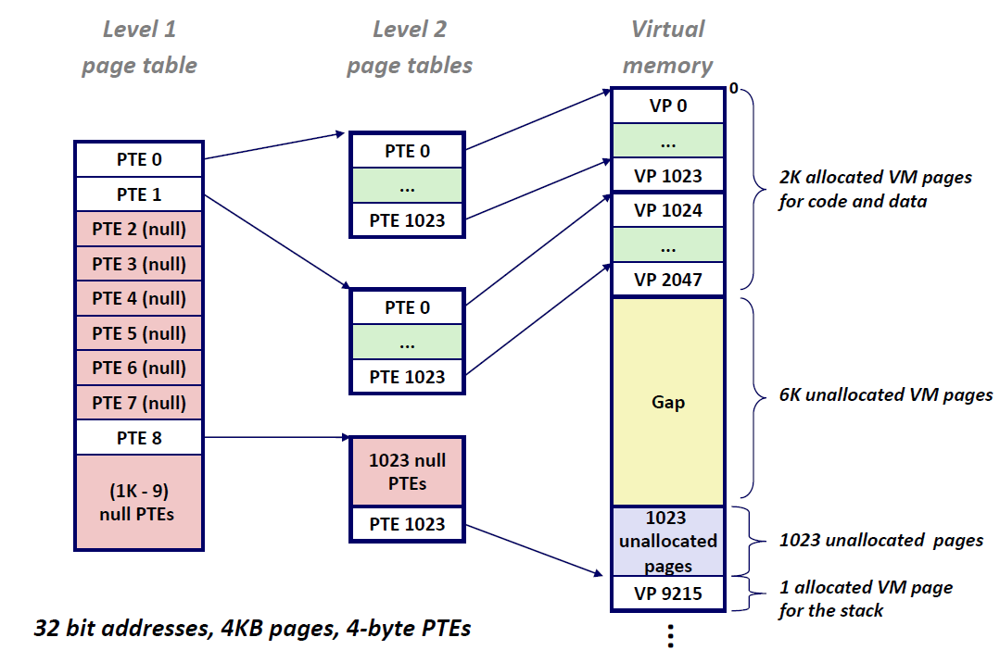 Level 1
page table
Level 2
page tables
Virtual
memory
PTE 0
PTE 1
PTE 2 (null)
PTE 3 (null)
PTE 4 (null)
PTE 5 (null)
PTE 6 (null)
PTE 7 (null)
PTE 8
(1K - 9)
null PTEs
PTE 0
...
PTE 1023
PTE 0
...
PTE 1023
1023 null
PTEs
PTE 1023
0
VP 0
...
VP 1023
VP 1024
...
VP 2047
Gap
1023
unallocated
pages
VP 9215
2K allocated VM pages
for code and data
6K unallocated VM pages
1023 unallocated pages
1 allocated VM page
for the stack
32 bit addresses, 4KB pages, 4-byte PTEs